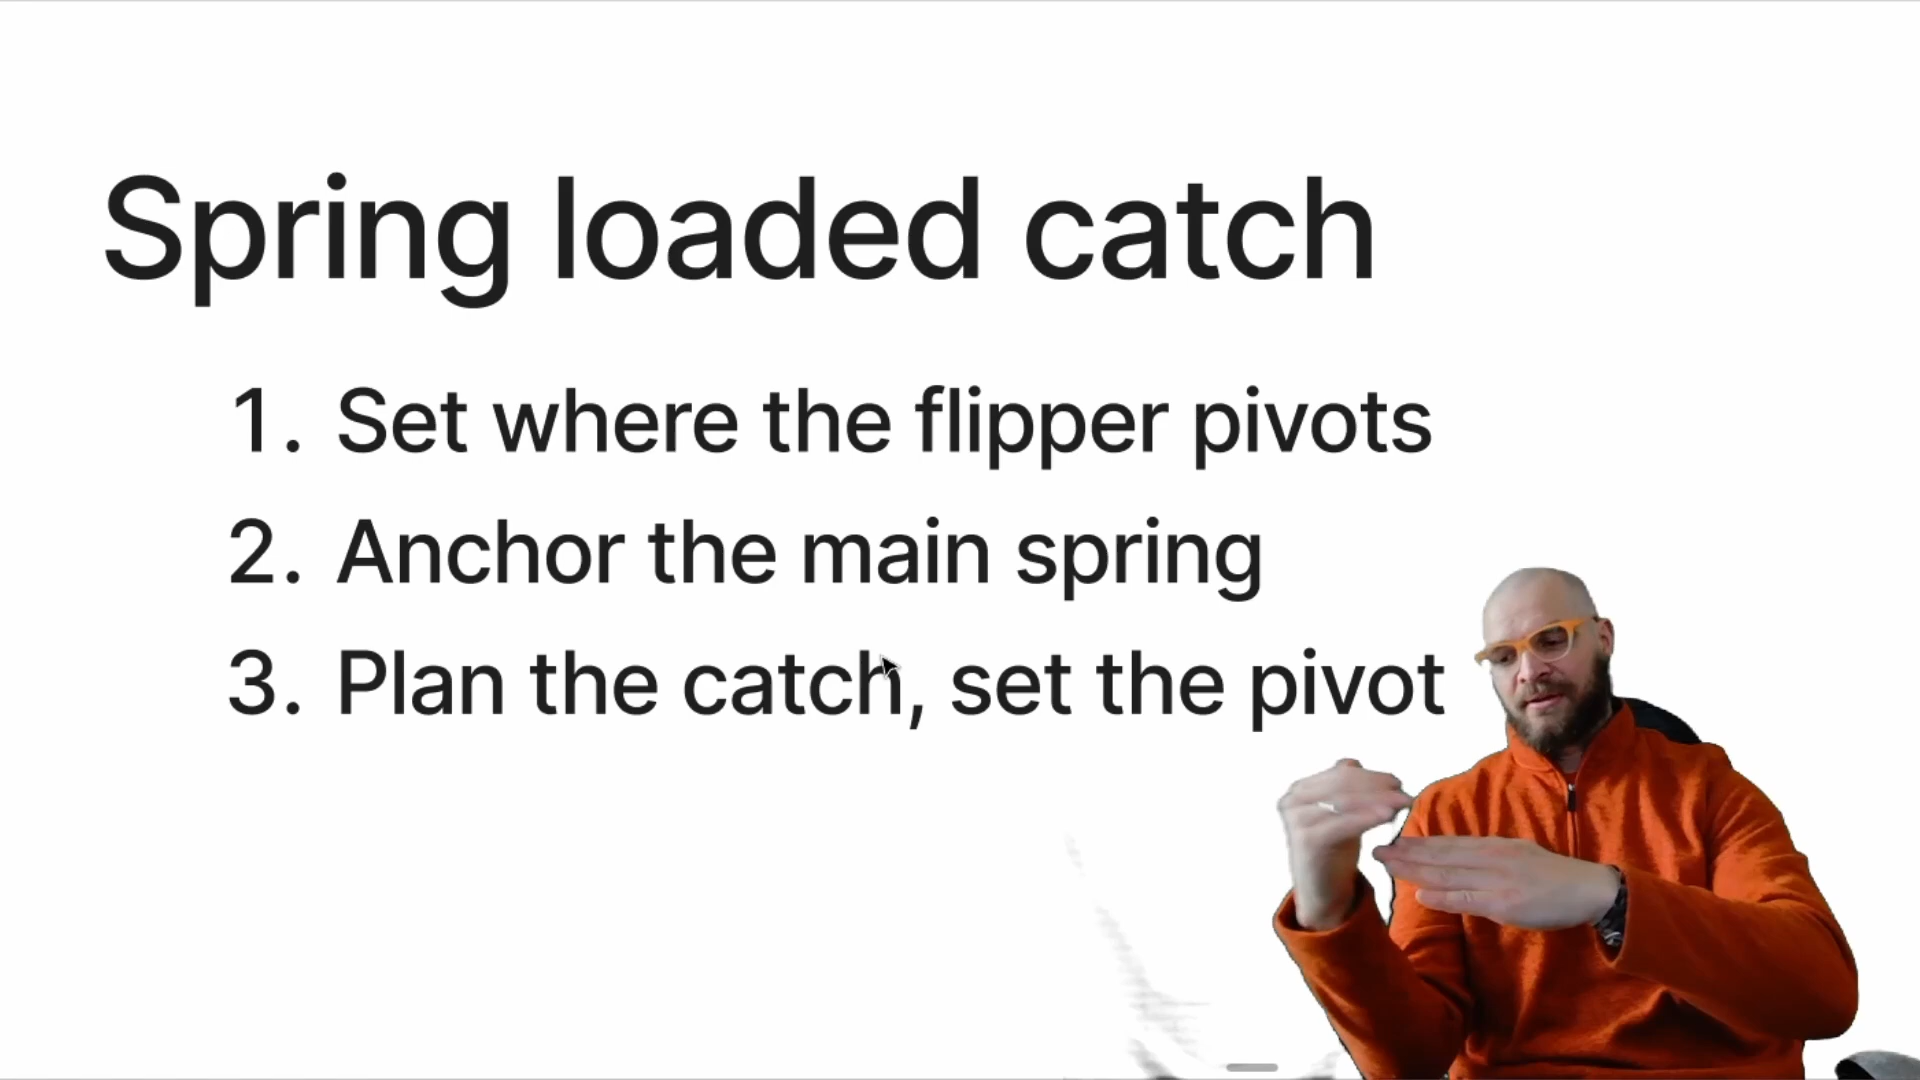 Spring loaded catch
1. Set where the flipper pivots
2. Anchor the main spring
3. Plan the catch, set the pivot